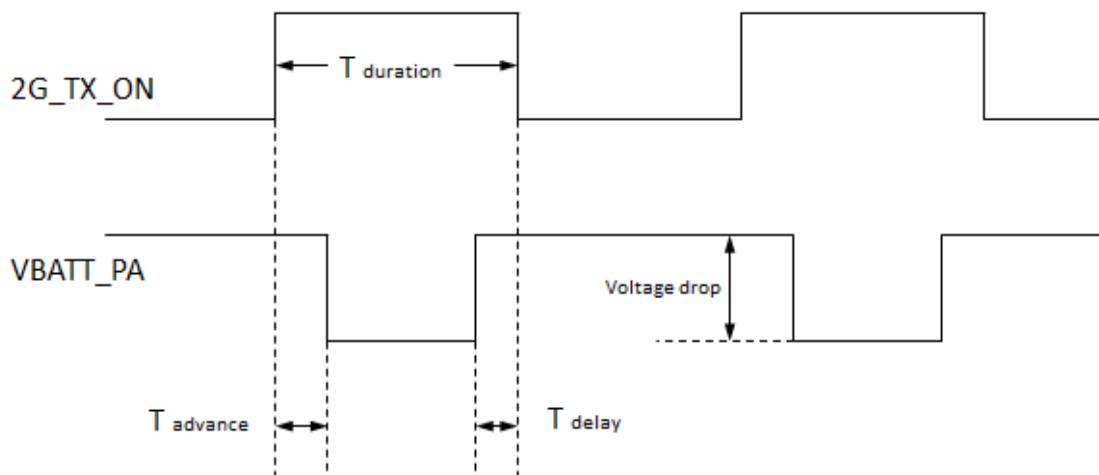 2G_TX_ON
T duration
VBATT_PA
Voltage drop
T advance
T delay